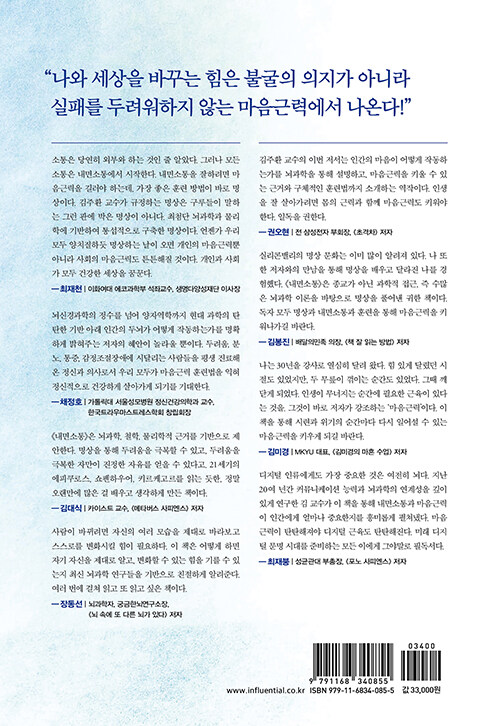 “나와 세상을 바꾸는 힘은 불굴의 의지가 아니라
실패를 두려워하지 않는 마음근력에서 나온다!”
소통은 당연히 외부와 하는 것인 줄 알았다. 그러나 모든
소통은 내면소통에서 시작한다. 내면소통을 잘하려면 마
음근력을 길러야 하는데, 가장 좋은 훈련 방법이 바로 명
상이다. 김주환 교수가 규정하는 명상은 구루들이 말하
는 그런 판에 박은 명상이 아니다. 최첨단 뇌과학과 물리
학에 기반하여 통섭적으로 구축한 명상이다. 언젠가 우리
모두 양치질하듯 명상하는 날이 오면 개인의 마음근력뿐
아니라 사회의 마음근력도 튼튼해질 것이다. 개인과 사회
가 모두 건강한 세상을 꿈꾼다.
최재천 | 이화여대 에코과학부 석좌교수, 생명다양성재단 이사장
뇌신경과학의 정수를 넘어 양자역학까지 현대 과학의 탄
탄한 기반 아래 인간의 두뇌가 어떻게 작동하는가를 명확
하게 밝혀주는 저자의 혜안이 놀라울 뿐이다. 두려움, 분
노, 통증, 감정조절장애에 시달리는 사람들을 평생 진료해
온 정신과 의사로서 우리 모두가 마음근력 훈련법을 익혀
정신적으로 건강하게 살아가게 되기를 기대한다.
채정호 | 가톨릭대 서울성모병원 정신건강의학과 교수,
한국트라우마스트레스학회 창립회장
《내면소통》은 뇌과학, 철학, 물리학적 근거를 기반으로 제
안한다. 명상을 통해 두려움을 극복할 수 있고, 두려움을
극복한 자만이 진정한 자유를 얻을 수 있다고. 21세기의
에피쿠로스, 쇼펜하우어, 키르케고르를 읽는 듯한, 정말
오랜만에 많은 걸 배우고 생각하게 만든 책이다.
김대식 | 카이스트 교수, 《메타버스 사피엔스》 저자
사람이 바뀌려면 자신의 여러 모습을 제대로 바라보고
스스로를 변화시킬 힘이 필요하다. 이 책은 어떻게 하면
자기 자신을 제대로 알고, 변화할 수 있는 힘을 기를 수 있
는지 최신 뇌과학 연구들을 기반으로 친절하게 알려준다.
여러 번에 걸쳐 읽고 또 읽고 싶은 책이다.
장동선 | 뇌과학자, 궁금한뇌연구소장,
《뇌 속에 또 다른 뇌가 있다》 저자
김주환 교수의 이번 저서는 인간의 마음이 어떻게 작동하
는가를 뇌과학을 통해 설명하고, 마음근력을 키울 수 있
는 근거와 구체적인 훈련법까지 소개하는 역작이다. 인생
을 잘 살아가려면 몸의 근력과 함께 마음근력도 키워야
한다. 일독을 권한다.
권오현 | 전 삼성전자 부회장, 《초격차》 저자
실리콘밸리의 명상 문화는 이미 많이 알려져 있다. 나 또
한 저자와의 만남을 통해 명상을 배우고 달라진 나를 경
험했다. 《내면소통》은 종교가 아닌 과학적 접근, 즉 수많
은 뇌과학 이론을 바탕으로 명상을 풀어낸 귀한 책이다.
독자 모두 명상과 내면소통과 훈련을 통해 마음근력을 키
워나가길 바란다.
김봉진 | 배달의민족 의장, 《책 잘 읽는 방법》 저자
나는 30년을 강사로 열심히 달려 왔다. 힘 있게 달렸던 시
절도 있었지만, 두 무릎이 꺾이는 순간도 있었다. 그때 깨
닫게 되었다. 인생이 무너지는 순간에 필요한 근육이 있다
는 것을. 그것이 바로 저자가 강조하는 ‘마음근력’이다. 이
책을 통해 시련과 위기의 순간마다 다시 일어설 수 있는
마음근력을 키우게 되길 바란다.
김미경 | MKYU 대표, 《김미경의 마흔 수업》 저자
디지털 인류에게도 가장 중요한 것은 여전히 뇌다. 지난
20여 년간 커뮤니케이션 능력과 뇌과학의 연계성을 깊이
있게 연구한 김 교수가 이 책을 통해 내면소통과 마음근력
이 인간에게 얼마나 중요한지를 흥미롭게 펼쳐냈다. 마음
근력이 탄탄해져야 디지털 근육도 탄탄해진다. 미래 디지
털 문명 시대를 준비하는 모든 이에게 그야말로 필독서다.
최재붕 | 성균관대 부총장, 《포노 사피엔스》 저자
03400
9 791168 340855
www.influential.co.kr ISBN 979-11-6834-085-5 값 33,000원